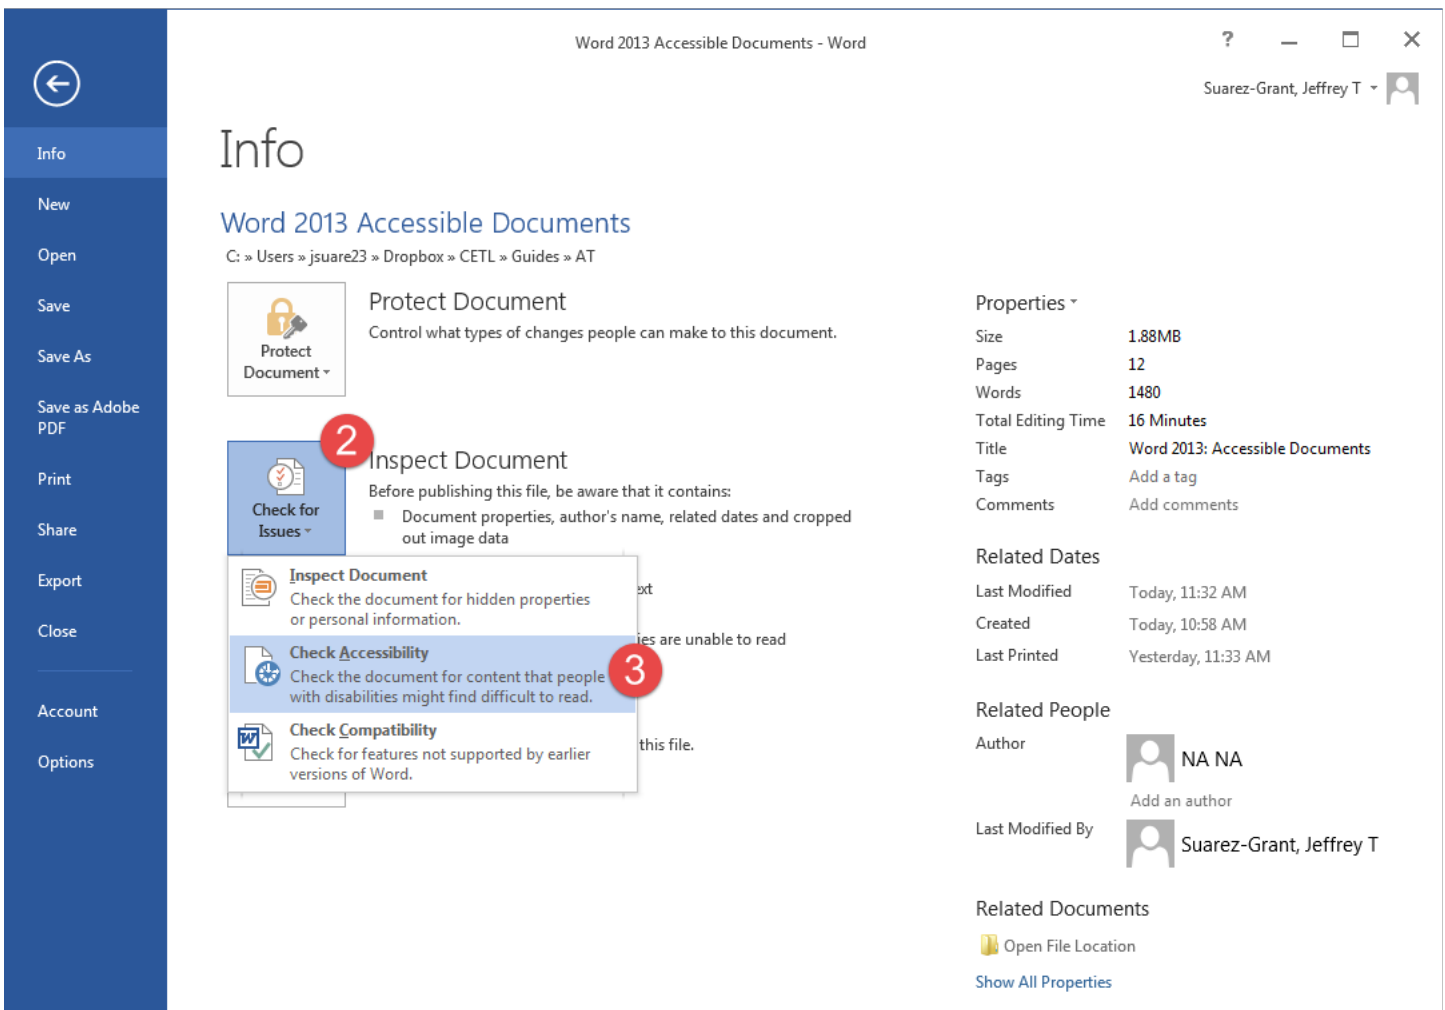 Word 2013 Accessible Documents - Word
?
Suarez-Grant, Jeffrey T
Info
New
Open
Save
Save As
Save as Adobe
PDF
Print
Share
Export
Close
Account
Options
Info
Word 2013 Accessible Documents
C: » Users » jsuare23 » Dropbox » CETL » Guides » AT
Protect
Document
Protect Document
Control what types of changes people can make to this document.
2
Check for
Issues
Inspect Document
Before publishing this file, be aware that it contains:
Document properties, author's name, related dates and cropped
out image data
Inspect Document
Check the document for hidden properties
or personal information.
Check Accessibility
Check the document for content that people
with disabilities might find difficult to read.
3
Check Compatibility
Check for features not supported by earlier
versions of Word.
are unable to read
this file.
Properties
Size 1.88MB
Pages 12
Words 1480
Total Editing Time 16 Minutes
Title Word 2013: Accessible Documents
Tags Add a tag
Comments Add comments
Related Dates
Last Modified Today, 11:32 AM
Created Today, 10:58 AM
Last Printed Yesterday, 11:33 AM
Related People
Author NA NA
Add an author
Last Modified By Suarez-Grant, Jeffrey T
Related Documents
Open File Location
Show All Properties